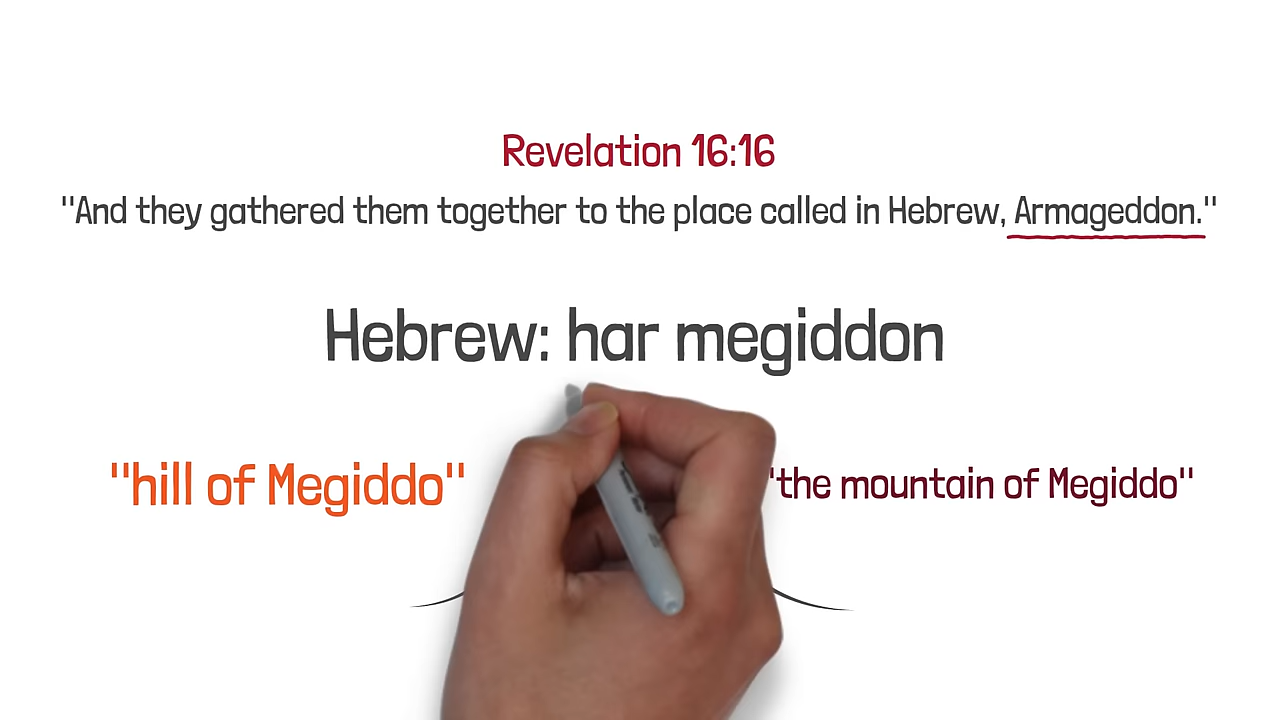 Revelation 16:16
"And they gathered them together to the place called in Hebrew, Armageddon."
Hebrew: har megiddon
"hill of Megiddo" "the mountain of Megiddo"